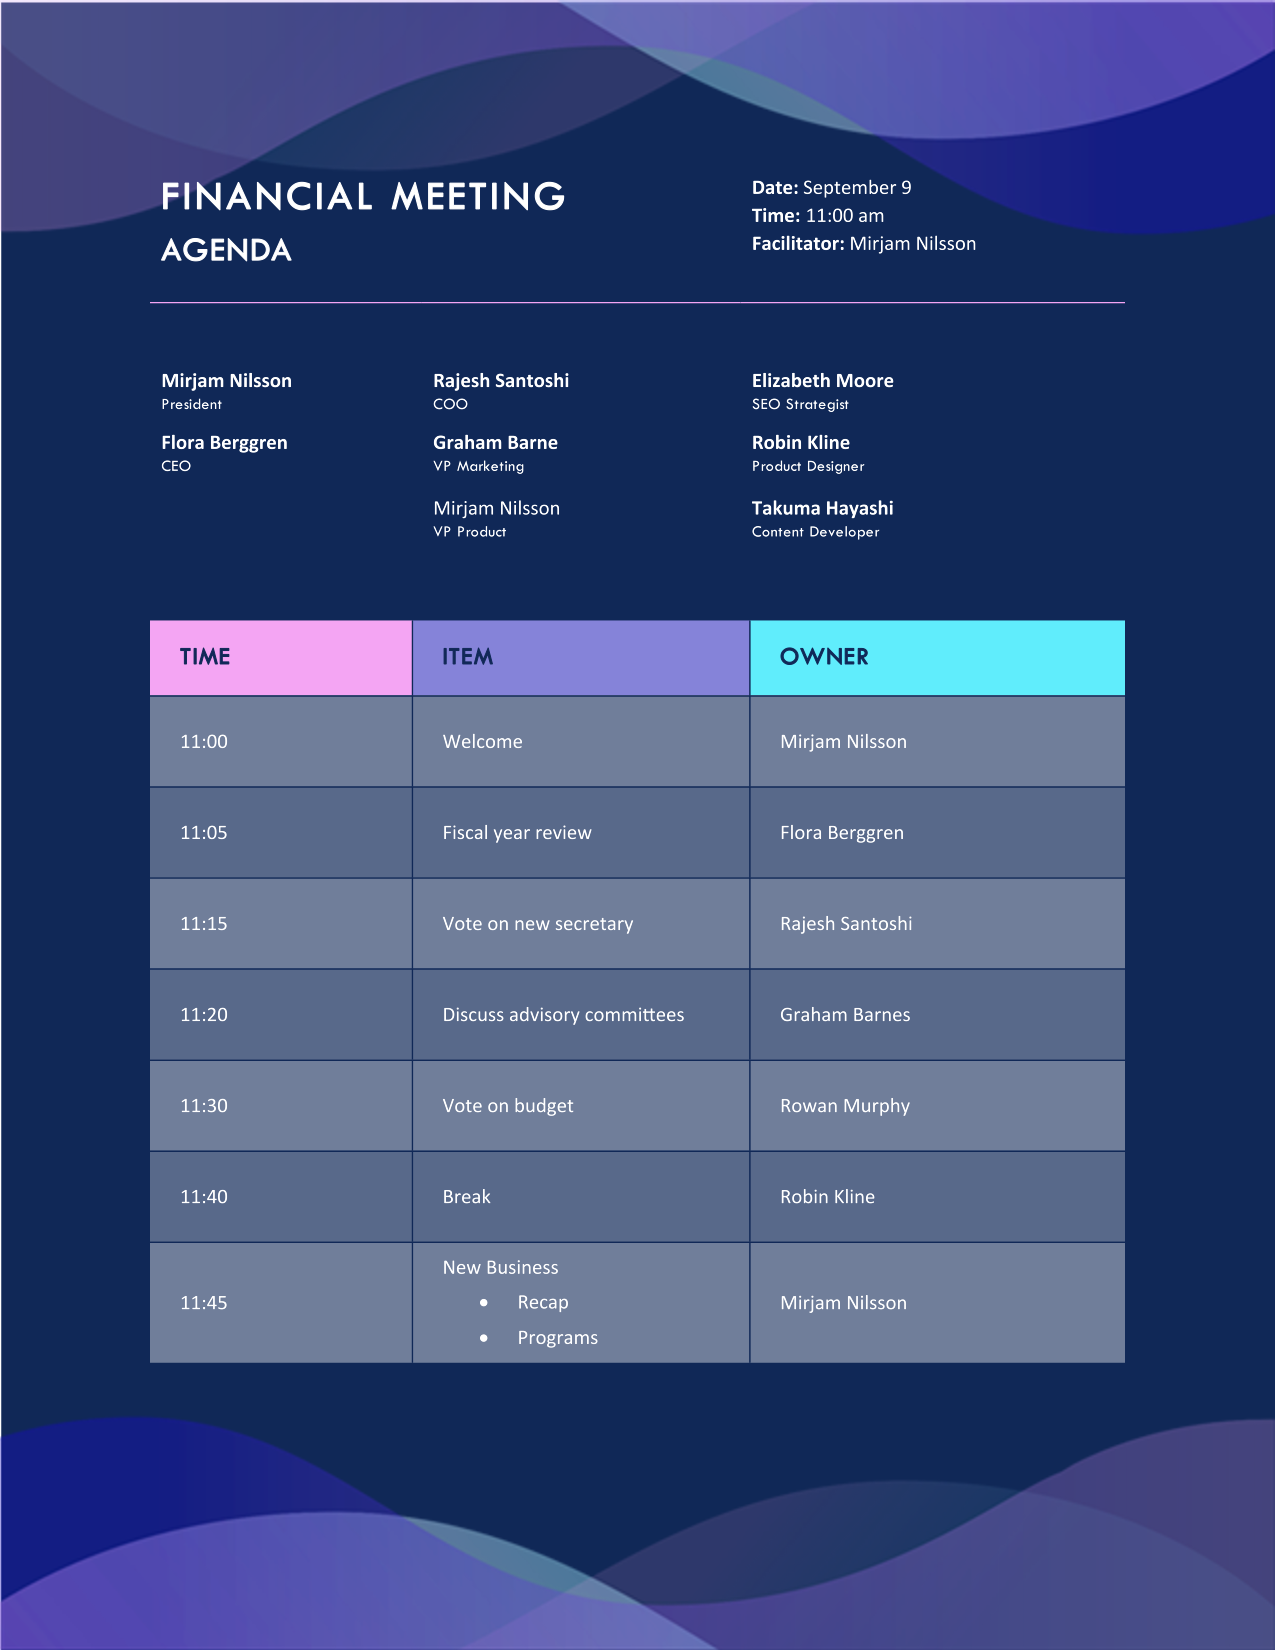 FINANCIAL MEETING
AGENDA
Date: September 9
Time: 11:00 am
Facilitator: Mirjam Nilsson
Mirjam Nilsson
President
Flora Berggren
CEO
Rajesh Santoshi
COO
Graham Barne
VP Marketing
Mirjam Nilsson
VP Product
Elizabeth Moore
SEO Strategist
Robin Kline
Product Designer
Takuma Hayashi
Content Developer
TIME ITEM OWNER
11:00 Welcome Mirjam Nilsson
11:05 Fiscal year review Flora Berggren
11:15 Vote on new secretary Rajesh Santoshi
11:20 Discuss advisory committees Graham Barnes
11:30 Vote on budget Rowan Murphy
11:40 Break Robin Kline
11:45 New Business
• Recap
• Programs
Mirjam Nilsson